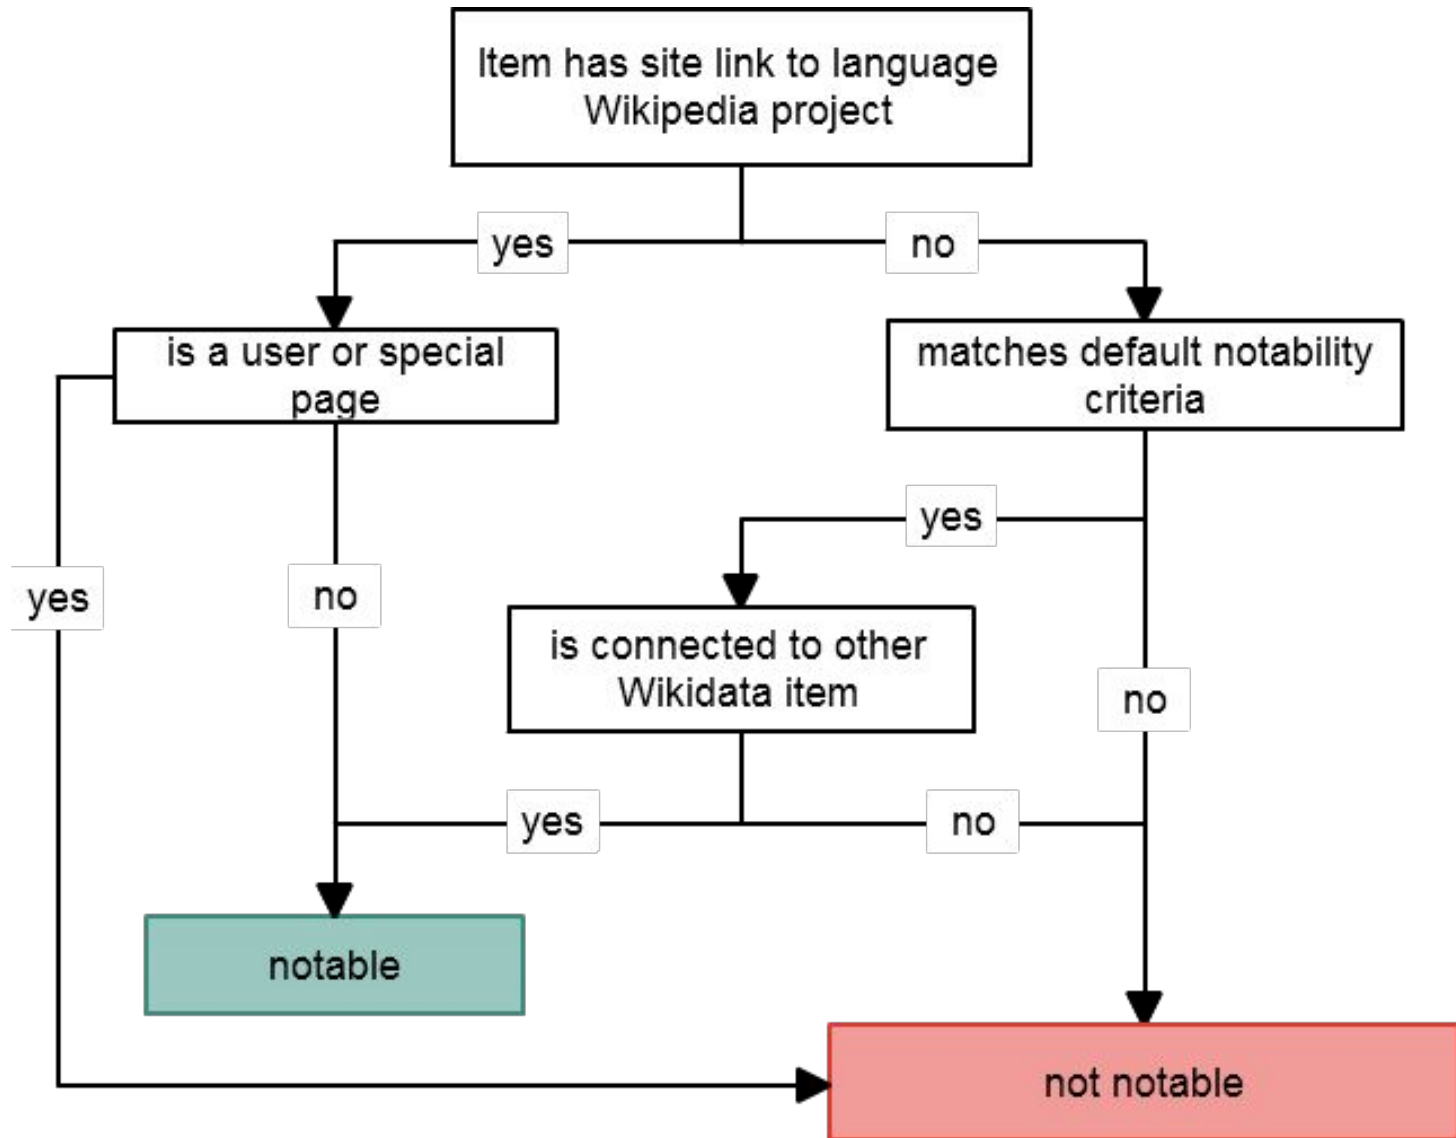 Item has site link to language
Wikipedia project
yes
no
is a user or special
page
matches default notability
criteria
yes
yes
no
is connected to other
Wikidata item
no
yes
no
notable
not notable